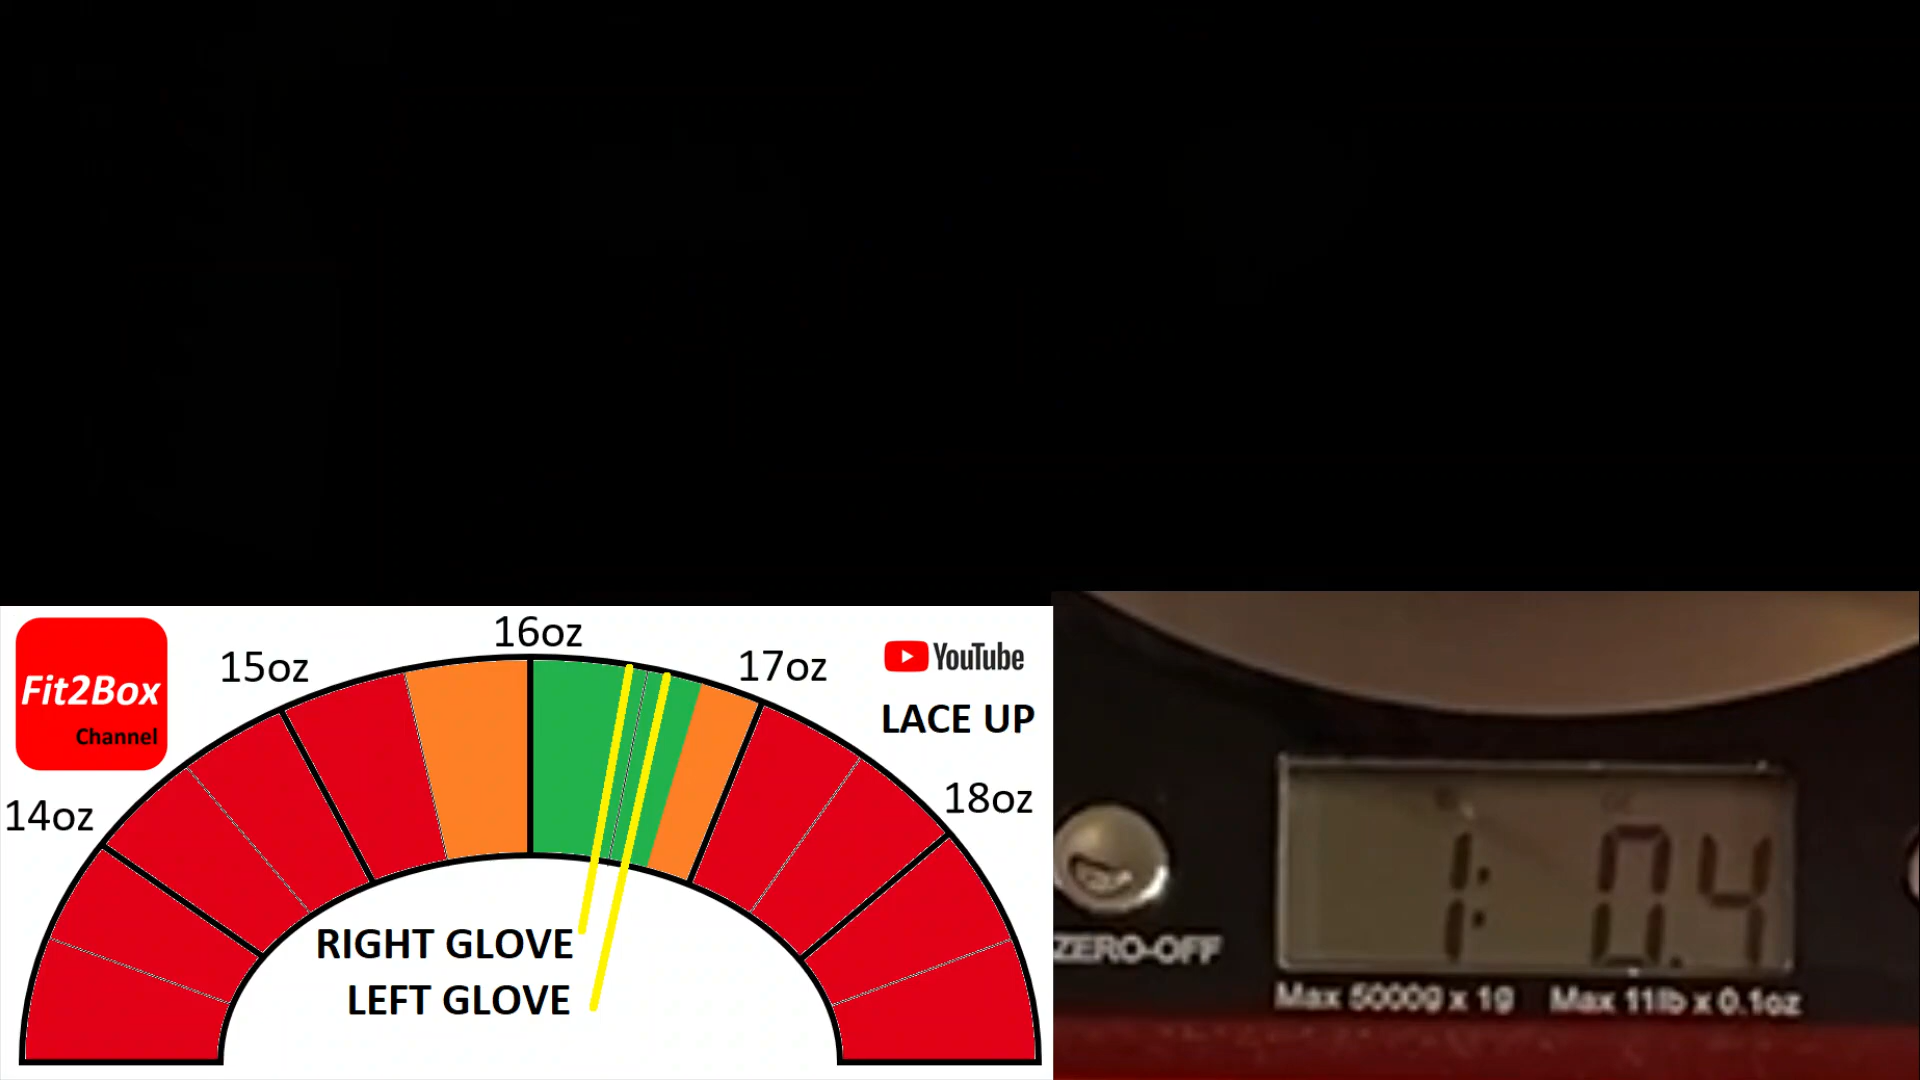 16oz
15oz
17oz
YouTube
Fit2Box
Channel
LACE UP
14oz
18oz
RIGHT GLOVE
LEFT GLOVE
1: 0.4
ZERO-OFF
Max 5000g x 1g Max 11lb x 0.1oz